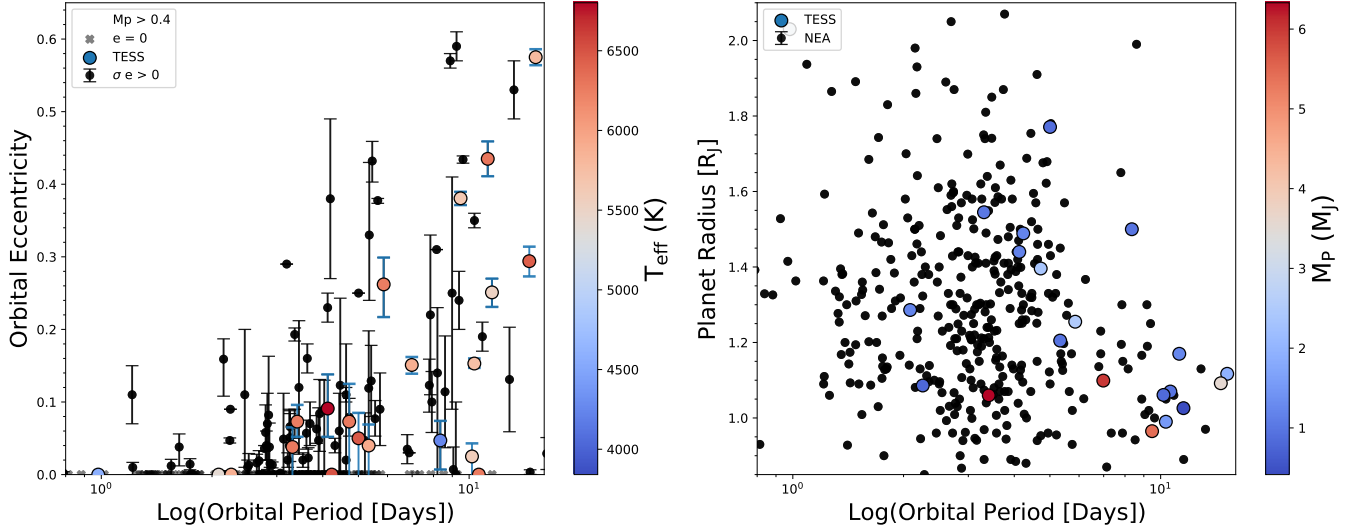 Mp > 0.4
e = 0
TESS
σ e > 0
0.6
0.5
0.4
0.3
0.2
0.1
0.0
Orbital Eccentricity
10⁰
10¹
Log(Orbital Period [Days])
6500
6000
5500
5000
4500
4000
T_eff (K)
TESS
NEA
2.0
1.8
1.6
1.4
1.2
1.0
Planet Radius [R_J]
10⁰
10¹
Log(Orbital Period [Days])
6
5
4
3
2
1
M_P (M_J)